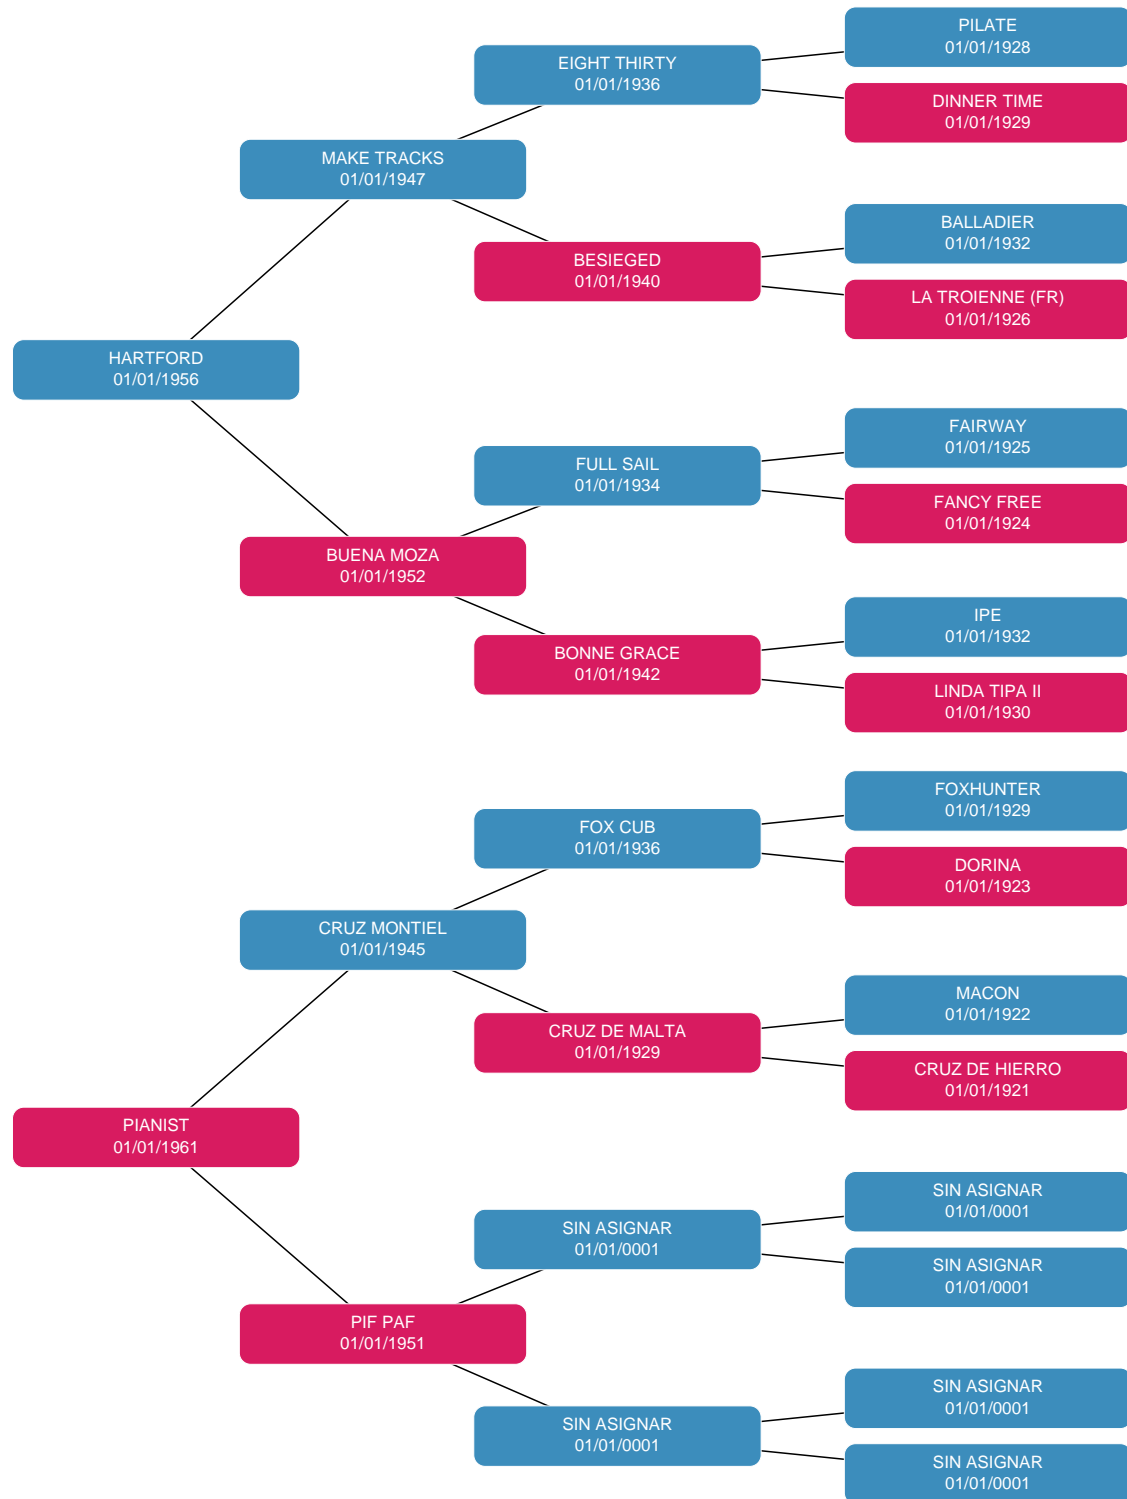 PILATE
01/01/1928
EIGHT THIRTY
01/01/1936
DINNER TIME
01/01/1929
MAKE TRACKS
01/01/1947
BALLADIER
01/01/1932
BESIEGED
01/01/1940
LA TROIENNE (FR)
01/01/1926
HARTFORD
01/01/1956
FAIRWAY
01/01/1925
FULL SAIL
01/01/1934
FANCY FREE
01/01/1924
BUENA MOZA
01/01/1952
IPE
01/01/1932
BONNE GRACE
01/01/1942
LINDA TIPA II
01/01/1930
FOXHUNTER
01/01/1929
FOX CUB
01/01/1936
DORINA
01/01/1923
CRUZ MONTIEL
01/01/1945
MACON
01/01/1922
CRUZ DE MALTA
01/01/1929
CRUZ DE HIERRO
01/01/1921
PIANIST
01/01/1961
SIN ASIGNAR
01/01/0001
SIN ASIGNAR
01/01/0001
SIN ASIGNAR
01/01/0001
PIF PAF
01/01/1951
SIN ASIGNAR
01/01/0001
SIN ASIGNAR
01/01/0001
SIN ASIGNAR
01/01/0001